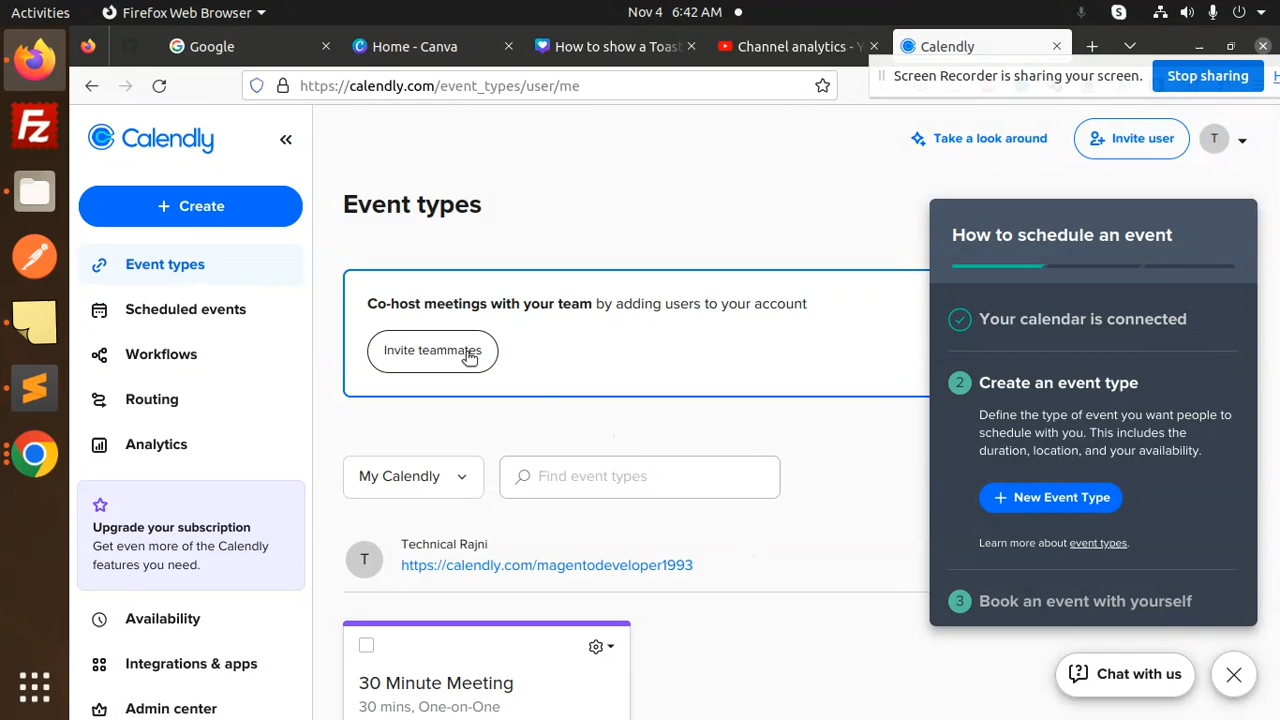 Activities
Firefox Web Browser
Nov 4 6:42 AM
Google
Home - Canva
How to show a Toast
Channel analytics - Y
Calendly
https://calendly.com/event_types/user/me
Screen Recorder is sharing your screen.
Stop sharing
Calendly
Take a look around
Invite user
T
+ Create
Event types
Scheduled events
Workflows
Routing
Analytics
Upgrade your subscription
Get even more of the Calendly
features you need.
Availability
Integrations & apps
Admin center
Event types
Co-host meetings with your team by adding users to your account
Invite teammates
My Calendly
Find event types
T
Technical Rajni
https://calendly.com/magentodeveloper1993
30 Minute Meeting
30 mins, One-on-One
How to schedule an event
Your calendar is connected
2 Create an event type
Define the type of event you want people to
schedule with you. This includes the
duration, location, and your availability.
+ New Event Type
Learn more about event types.
3 Book an event with yourself
Chat with us